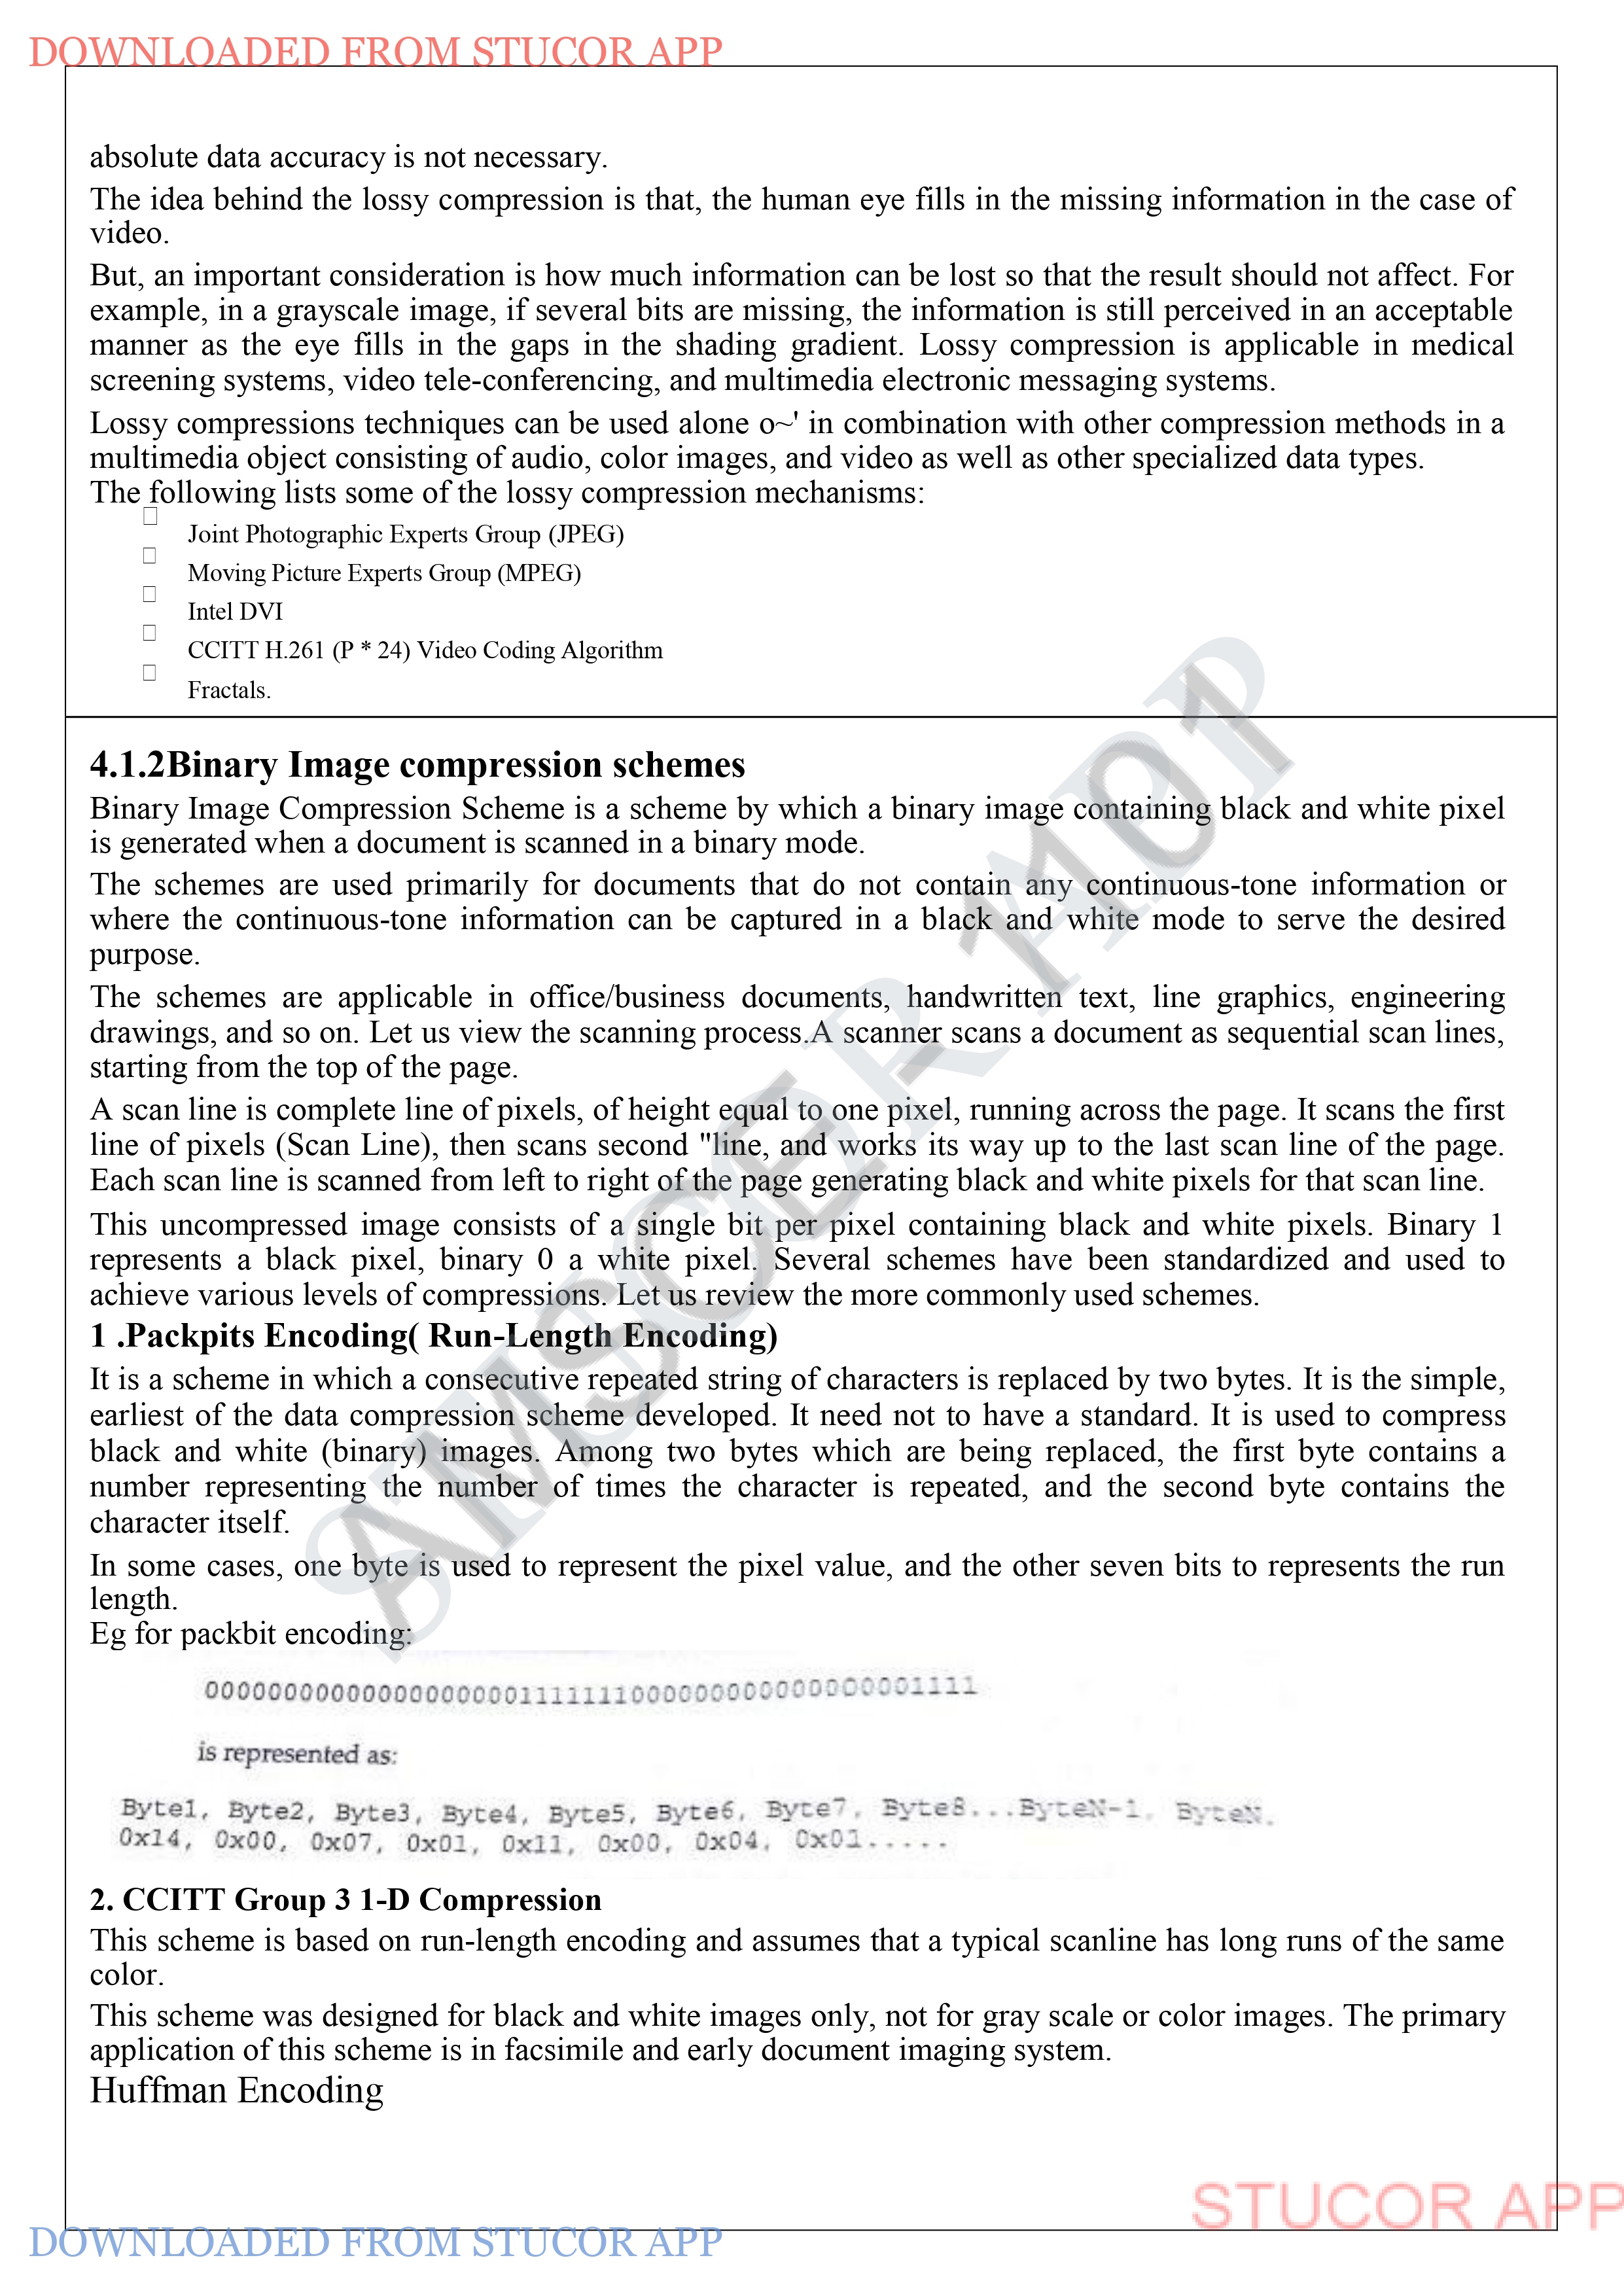 DOWNLOADED FROM STUCOR APP
absolute data accuracy is not necessary.
The idea behind the lossy compression is that, the human eye fills in the missing information in the case of
video.
But, an important consideration is how much information can be lost so that the result should not affect. For
example, in a grayscale image, if several bits are missing, the information is still perceived in an acceptable
manner as the eye fills in the gaps in the shading gradient. Lossy compression is applicable in medical
screening systems, video tele-conferencing, and multimedia electronic messaging systems.
Lossy compressions techniques can be used alone o~' in combination with other compression methods in a
multimedia object consisting of audio, color images, and video as well as other specialized data types.
The following lists some of the lossy compression mechanisms:
Joint Photographic Experts Group (JPEG)
Moving Picture Experts Group (MPEG)
Intel DVI
CCITT H.261 (P * 24) Video Coding Algorithm
Fractals.
4.1.2Binary Image compression schemes
Binary Image Compression Scheme is a scheme by which a binary image containing black and white pixel
is generated when a document is scanned in a binary mode.
The schemes are used primarily for documents that do not contain any continuous-tone information or
where the continuous-tone information can be captured in a black and white mode to serve the desired
purpose.
The schemes are applicable in office/business documents, handwritten text, line graphics, engineering
drawings, and so on. Let us view the scanning process.A scanner scans a document as sequential scan lines,
starting from the top of the page.
A scan line is complete line of pixels, of height equal to one pixel, running across the page. It scans the first
line of pixels (Scan Line), then scans second "line, and works its way up to the last scan line of the page.
Each scan line is scanned from left to right of the page generating black and white pixels for that scan line.
This uncompressed image consists of a single bit per pixel containing black and white pixels. Binary 1
represents a black pixel, binary 0 a white pixel. Several schemes have been standardized and used to
achieve various levels of compressions. Let us review the more commonly used schemes.
1 .Packpits Encoding( Run-Length Encoding)
It is a scheme in which a consecutive repeated string of characters is replaced by two bytes. It is the simple,
earliest of the data compression scheme developed. It need not to have a standard. It is used to compress
black and white (binary) images. Among two bytes which are being replaced, the first byte contains a
number representing the number of times the character is repeated, and the second byte contains the
character itself.
In some cases, one byte is used to represent the pixel value, and the other seven bits to represents the run
length.
Eg for packbit encoding:
is represented as:
Byte1, Byte2, Byte3, Byte4, Byte5, Byte6, Byte7, Byte8...ByteN-1, ByteN.
0x14, 0x00, 0x07, 0x01, 0x11, 0x00, 0x04, 0x01.....
2. CCITT Group 3 1-D Compression
This scheme is based on run-length encoding and assumes that a typical scanline has long runs of the same
color.
This scheme was designed for black and white images only, not for gray scale or color images. The primary
application of this scheme is in facsimile and early document imaging system.
Huffman Encoding
STUCOR APP
AMSCE-1101
STUCOR APP
DOWNLOADED FROM STUCOR APP